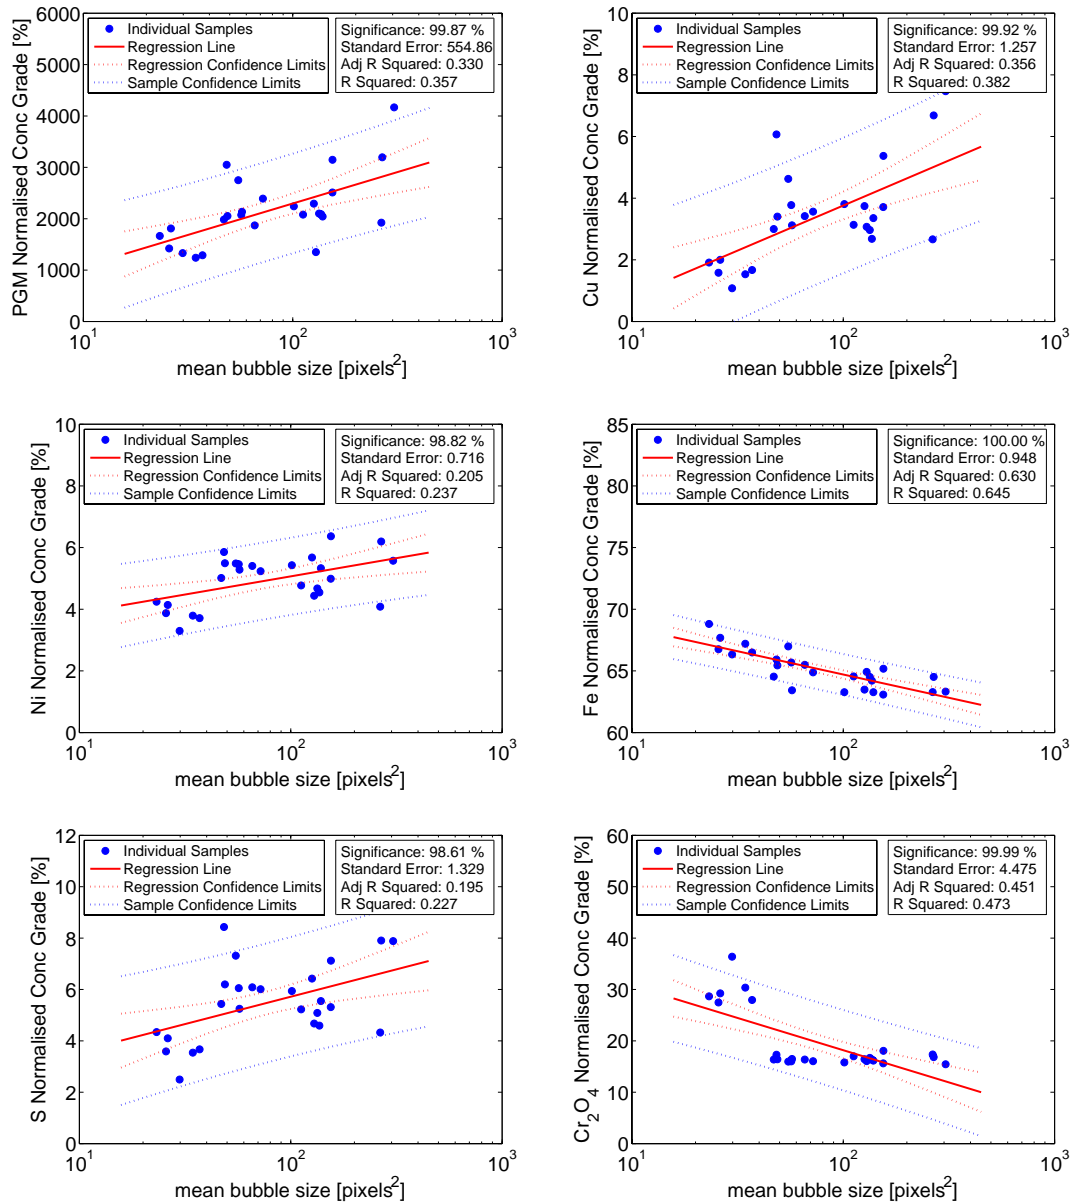 PGM Normalised Conc Grade [%]
6000
5000
4000
3000
2000
1000
0
Individual Samples
Regression Line
Regression Confidence Limits
Sample Confidence Limits
Significance: 99.87 %
Standard Error: 554.86
Adj R Squared: 0.330
R Squared: 0.357
10^1 10^2 10^3
mean bubble size [pixels^2]
Cu Normalised Conc Grade [%]
10
8
6
4
2
0
Individual Samples
Regression Line
Regression Confidence Limits
Sample Confidence Limits
Significance: 99.92 %
Standard Error: 1.257
Adj R Squared: 0.356
R Squared: 0.382
10^1 10^2 10^3
mean bubble size [pixels^2]
Ni Normalised Conc Grade [%]
10
8
6
4
2
0
Individual Samples
Regression Line
Regression Confidence Limits
Sample Confidence Limits
Significance: 98.82 %
Standard Error: 0.716
Adj R Squared: 0.205
R Squared: 0.237
10^1 10^2 10^3
mean bubble size [pixels^2]
Fe Normalised Conc Grade [%]
85
80
75
70
65
60
Individual Samples
Regression Line
Regression Confidence Limits
Sample Confidence Limits
Significance: 100.00 %
Standard Error: 0.948
Adj R Squared: 0.630
R Squared: 0.645
10^1 10^2 10^3
mean bubble size [pixels^2]
S Normalised Conc Grade [%]
12
10
8
6
4
2
0
Individual Samples
Regression Line
Regression Confidence Limits
Sample Confidence Limits
Significance: 98.61 %
Standard Error: 1.329
Adj R Squared: 0.195
R Squared: 0.227
10^1 10^2 10^3
mean bubble size [pixels^2]
Cr_2O_4 Normalised Conc Grade [%]
60
50
40
30
20
10
0
Individual Samples
Regression Line
Regression Confidence Limits
Sample Confidence Limits
Significance: 99.99 %
Standard Error: 4.475
Adj R Squared: 0.451
R Squared: 0.473
10^1 10^2 10^3
mean bubble size [pixels^2]